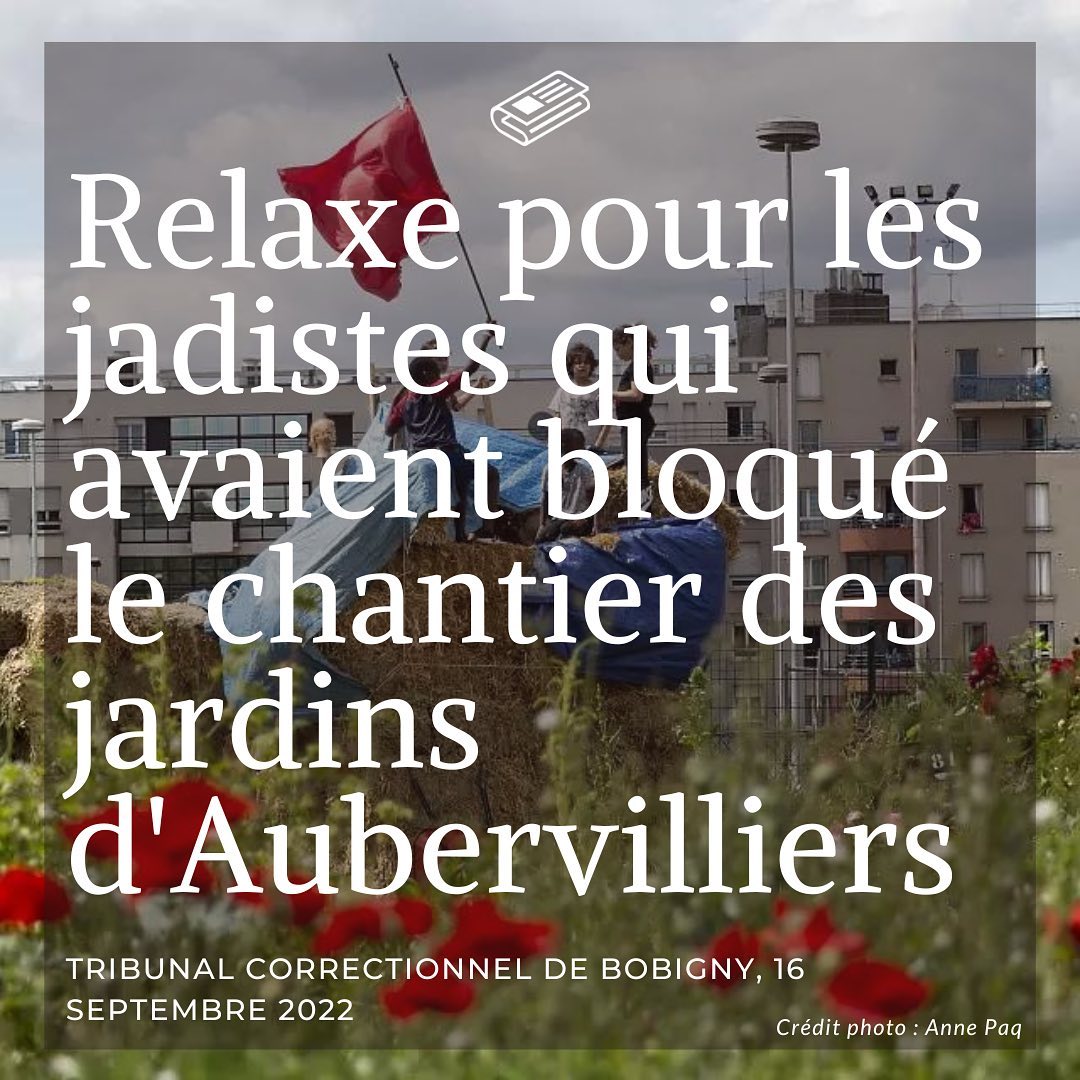 Relaxe pour les
jadistes qui
avaient bloqué
le chantier des
jardins
d'Aubervilliers
TRIBUNAL CORRECTIONNEL DE BOBIGNY, 16
SEPTEMBRE 2022
Crédit photo : Anne Paq